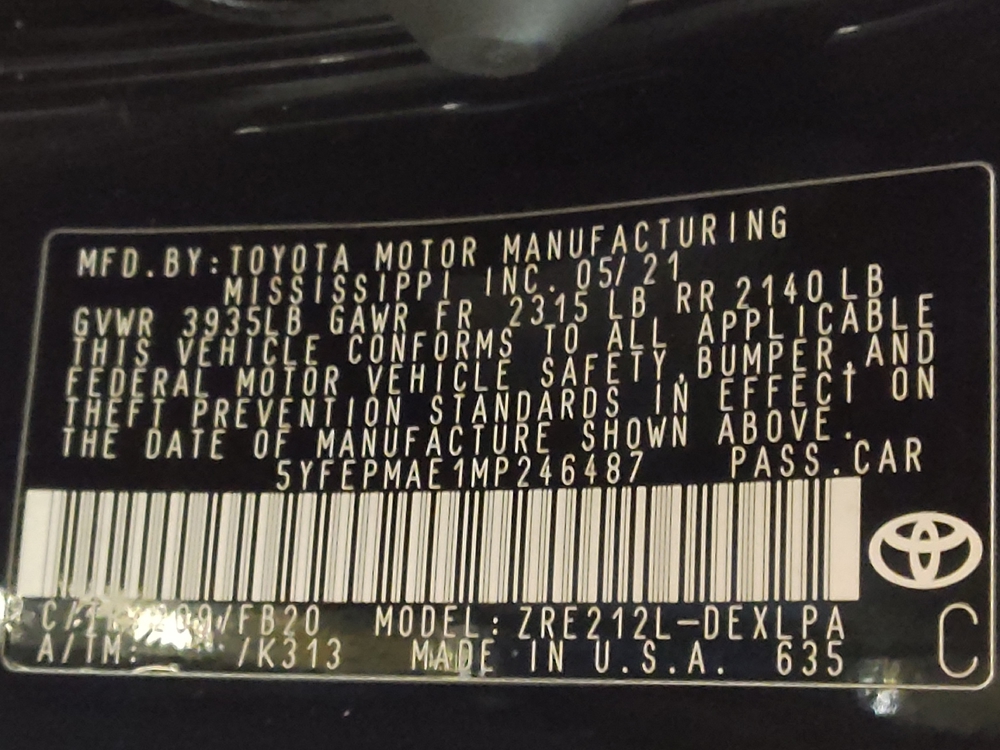 MFD.BY:TOYOTA MOTOR MANUFACTURING
MISSISSIPPI INC. 05/21
GVWR 3935LB GAWR FR 2315 LB RR 2140 LB
THIS VEHICLE CONFORMS TO ALL APPLICABLE
FEDERAL MOTOR VEHICLE SAFETY,BUMPER,AND
THEFT PREVENTION STANDARDS IN EFFECT ON
THE DATE OF MANUFACTURE SHOWN ABOVE.
5YFEPMAE1MP246487 PASS.CAR
/FB20 MODEL:ZRE212L-DEXLPA
A/TM: /K313 MADE IN U.S.A. 635
C